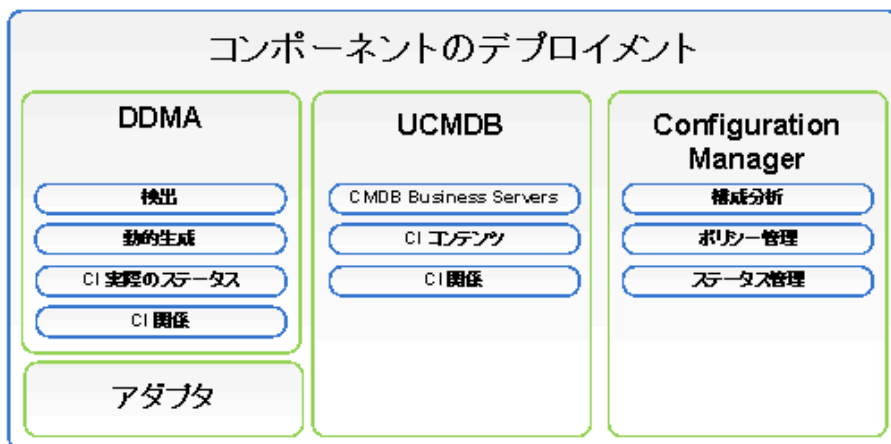 コンポーネントのデプロイメント
DDMA
検出
動的生成
CI 実際のステータス
CI 関係
アダプタ
UCMDB
CMDB Business Servers
CI コンテンツ
CI 関係
Configuration
Manager
構成分析
ポリシー管理
ステータス管理